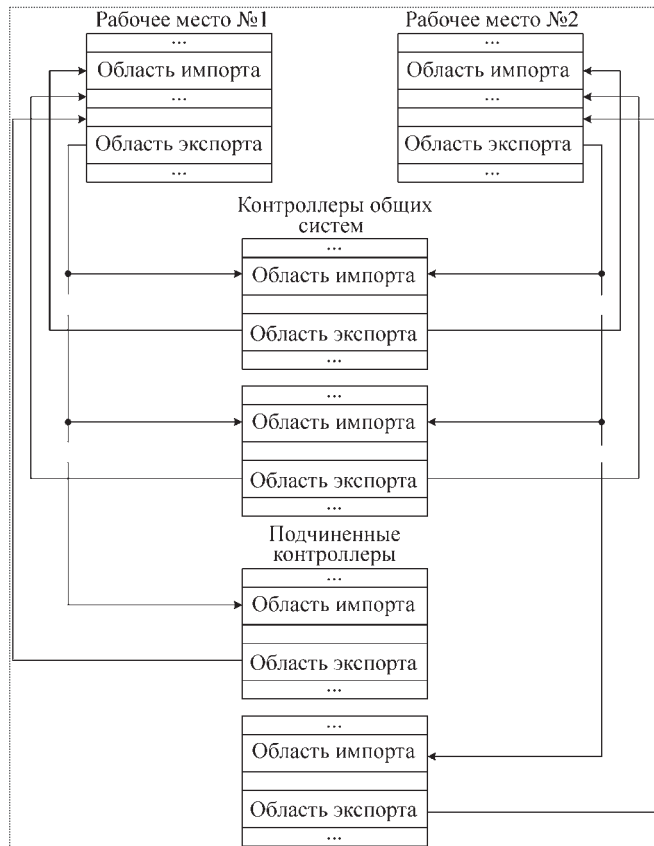 Рабочее место №1
...
Область импорта
...
Область экспорта
...
Рабочее место №2
...
Область импорта
...
Область экспорта
...
Контроллеры общих
систем
...
Область импорта
Область экспорта
...
...
Область импорта
Область экспорта
...
Подчиненные
контроллеры
...
Область импорта
Область экспорта
...
...
Область импорта
Область экспорта
...